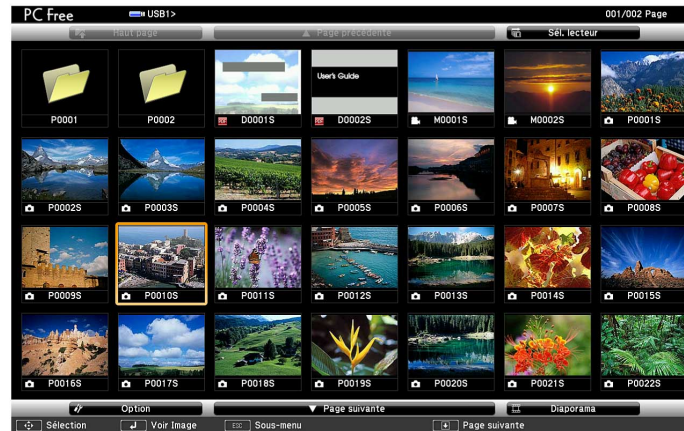 PC Free USB1> 001/002 Page
Haut page Page précédente Sél. lecteur
User's Guide
P0001 P0002 PDF D0001S PDF D0002S M0001S M0002S P0001S
P0002S P0003S P0004S P0005S P0006S P0007S P0008S
P0009S P0010S P0011S P0012S P0013S P0014S P0015S
P0016S P0017S P0018S P0019S P0020S P0021S P0022S
Option Page suivante Diaporama
Sélection Voir Image ESC Sous-menu Page suivante